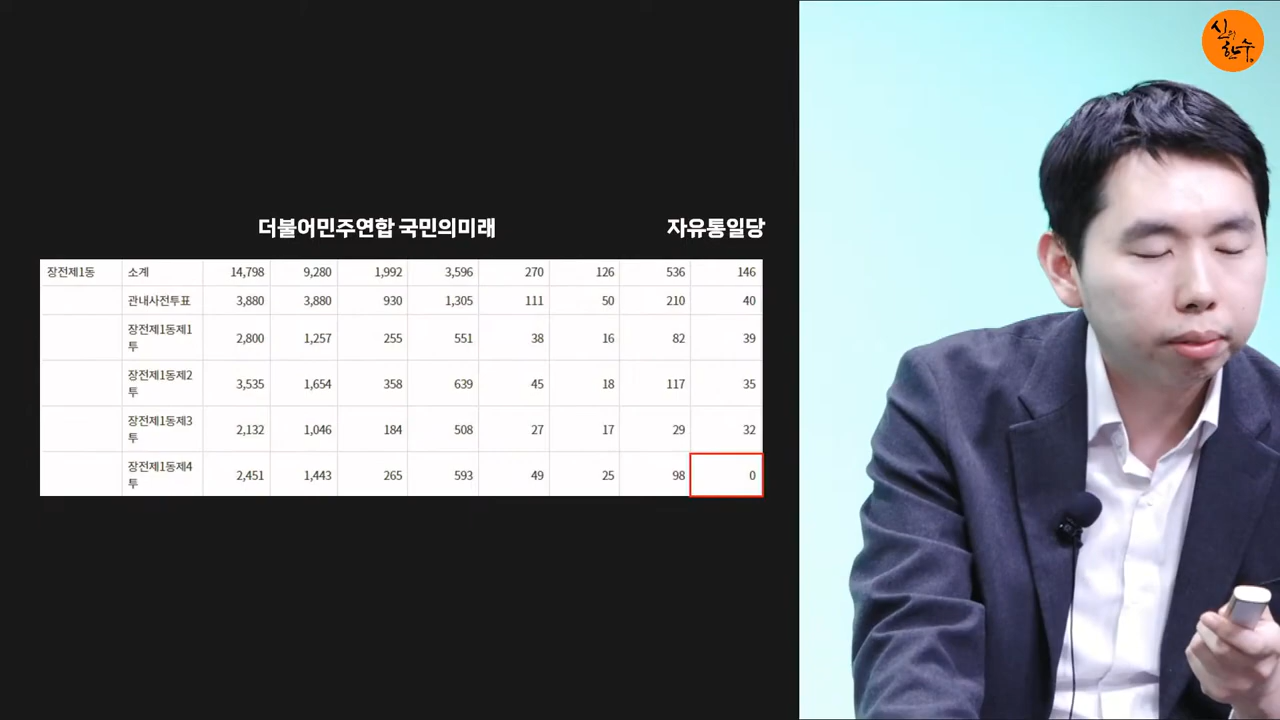 신의
한수
더불어민주연합 국민의미래 자유통일당
장전제1동 소계 14,798 9,280 1,992 3,596 270 126 536 146
관내사전투표 3,880 3,880 930 1,305 111 50 210 40
장전제1동제1
투 2,800 1,257 255 551 38 16 82 39
장전제1동제2
투 3,535 1,654 358 639 45 18 117 35
장전제1동제3
투 2,132 1,046 184 508 27 17 29 32
장전제1동제4
투 2,451 1,443 265 593 49 25 98 0